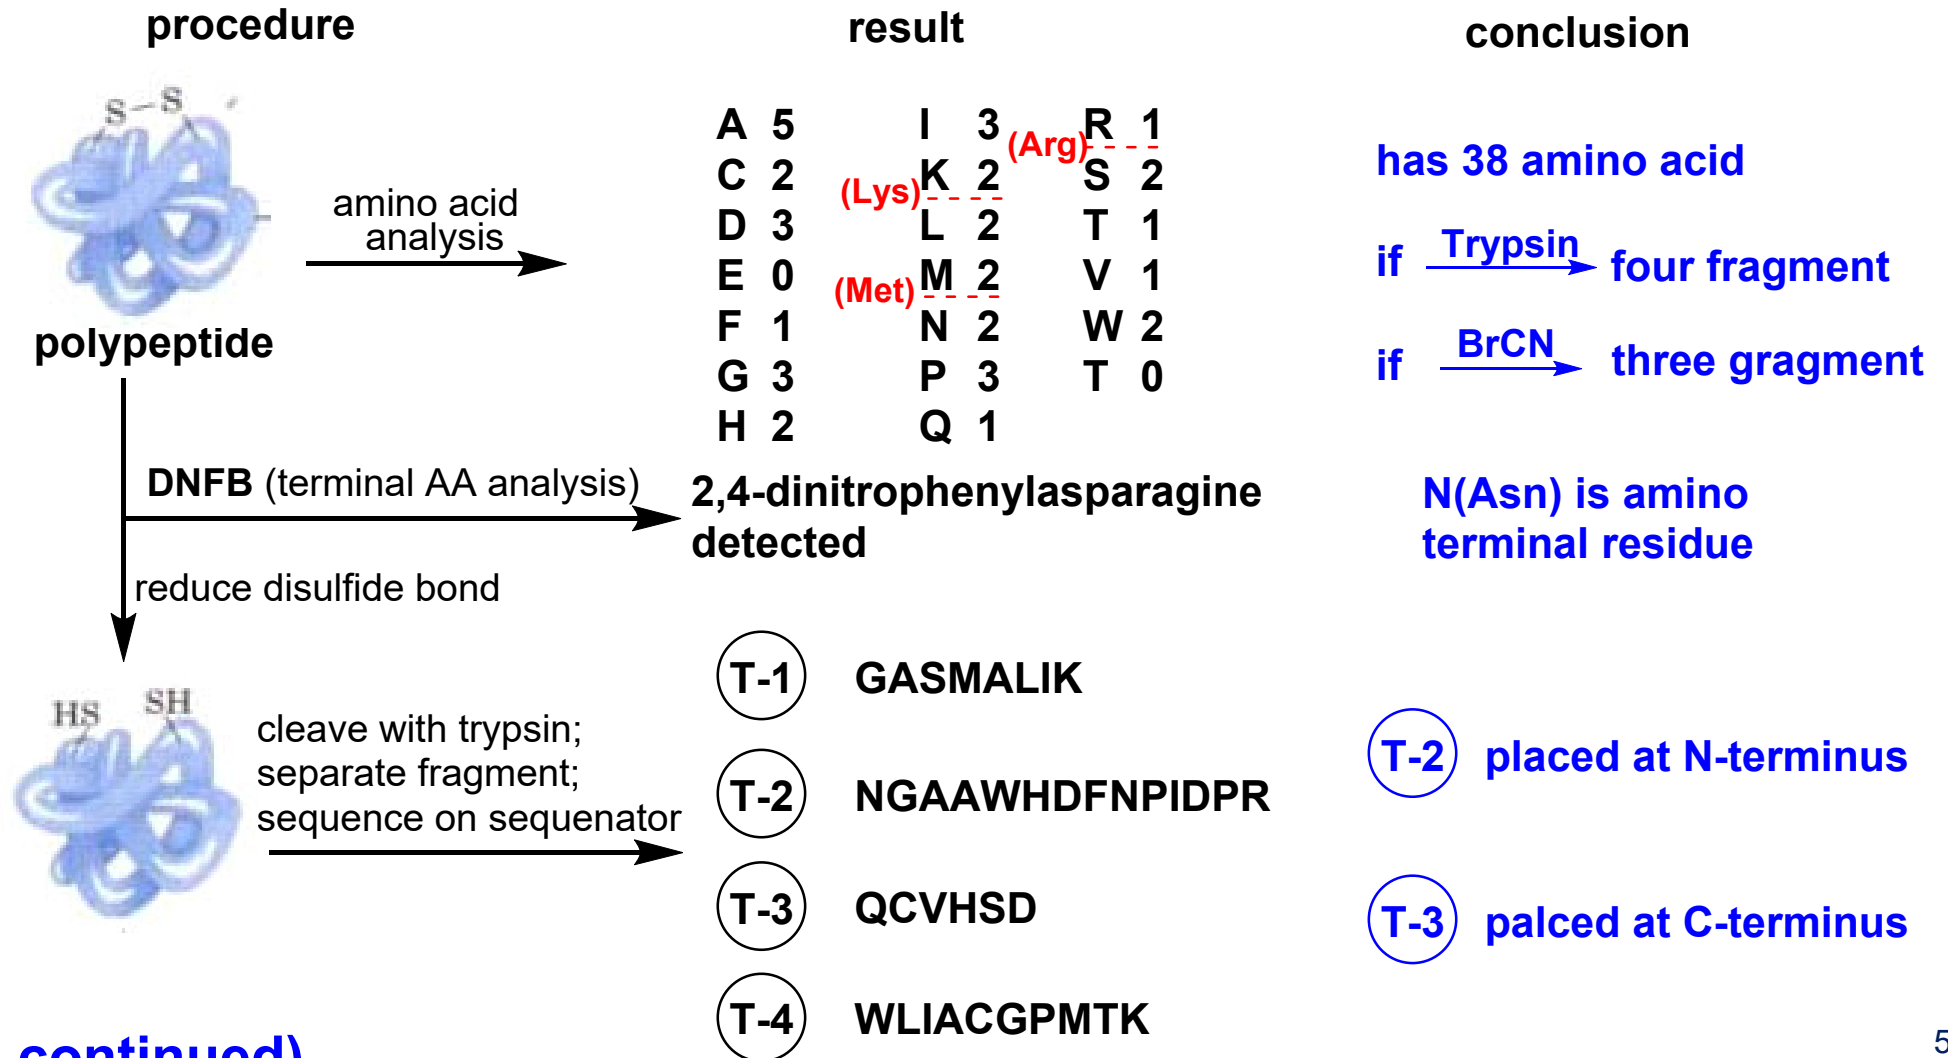 procedure
result
conclusion
S–S
polypeptide
amino acid
analysis
A 5
C 2
D 3
E 0
F 1
G 3
H 2
I 3
(Lys) K 2
L 2
(Met) M 2
N 2
P 3
Q 1
(Arg) R 1
S 2
T 1
V 1
W 2
T 0
has 38 amino acid
if Trypsin four fragment
if BrCN three gragment
DNFB (terminal AA analysis)
2,4-dinitrophenylasparagine
detected
N(Asn) is amino
terminal residue
reduce disulfide bond
HS SH
cleave with trypsin;
separate fragment;
sequence on sequenator
T-1 GASMALIK
T-2 NGAAWHDFNPIDPR
T-3 QCVHSD
T-4 WLIACGPMTK
T-2 placed at N-terminus
T-3 palced at C-terminus
continued)
5